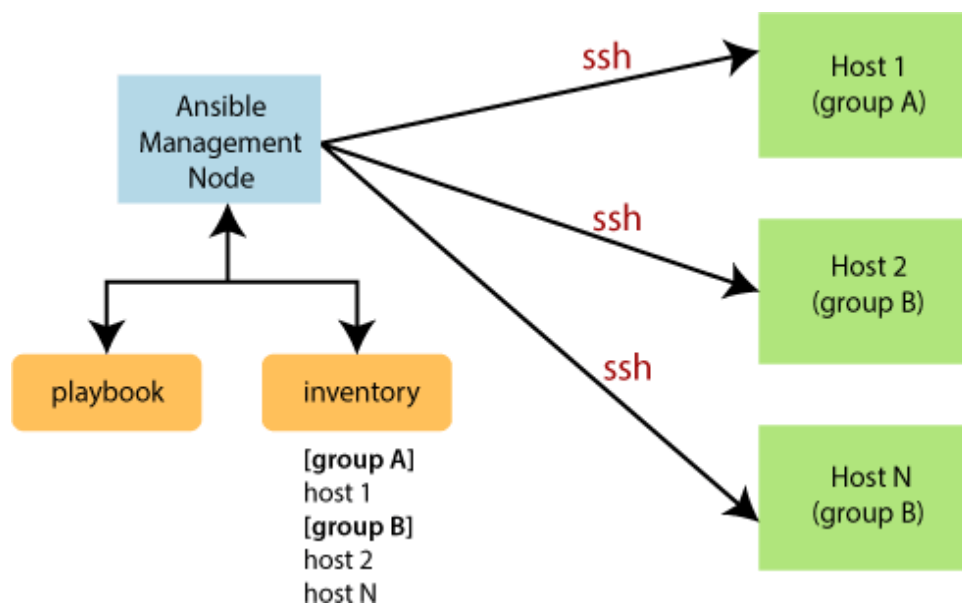 ssh
Host 1
(group A)
Ansible
Management
Node
ssh
Host 2
(group B)
playbook
inventory
ssh
[group A]
host 1
[group B]
host 2
host N
Host N
(group B)